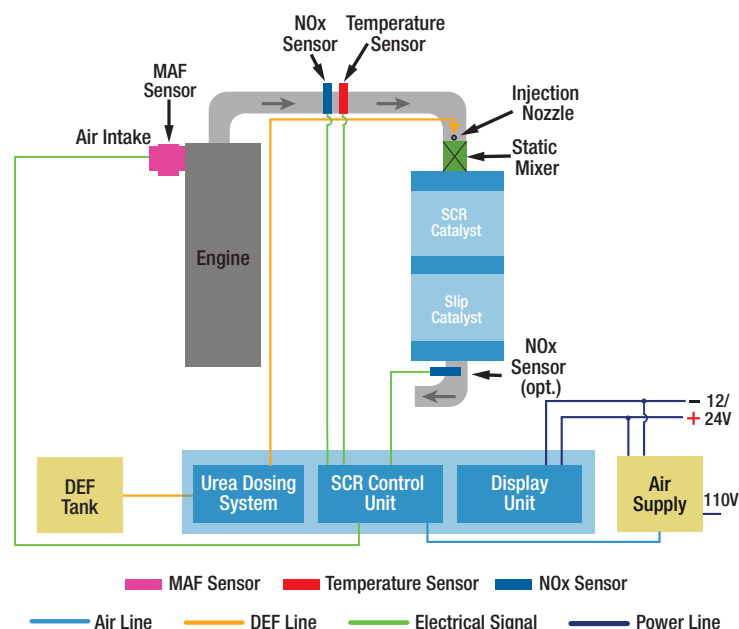 NOx
Sensor
Temperature
Sensor
MAF
Sensor
Air Intake
Injection
Nozzle
Static
Mixer
Engine
SCR
Catalyst
Slip
Catalyst
NOx
Sensor
(opt.)
- 12/
+ 24V
DEF
Tank
Urea Dosing
System
SCR Control
Unit
Display
Unit
Air
Supply
110V
MAF Sensor
Temperature Sensor
NOx Sensor
Air Line
DEF Line
Electrical Signal
Power Line